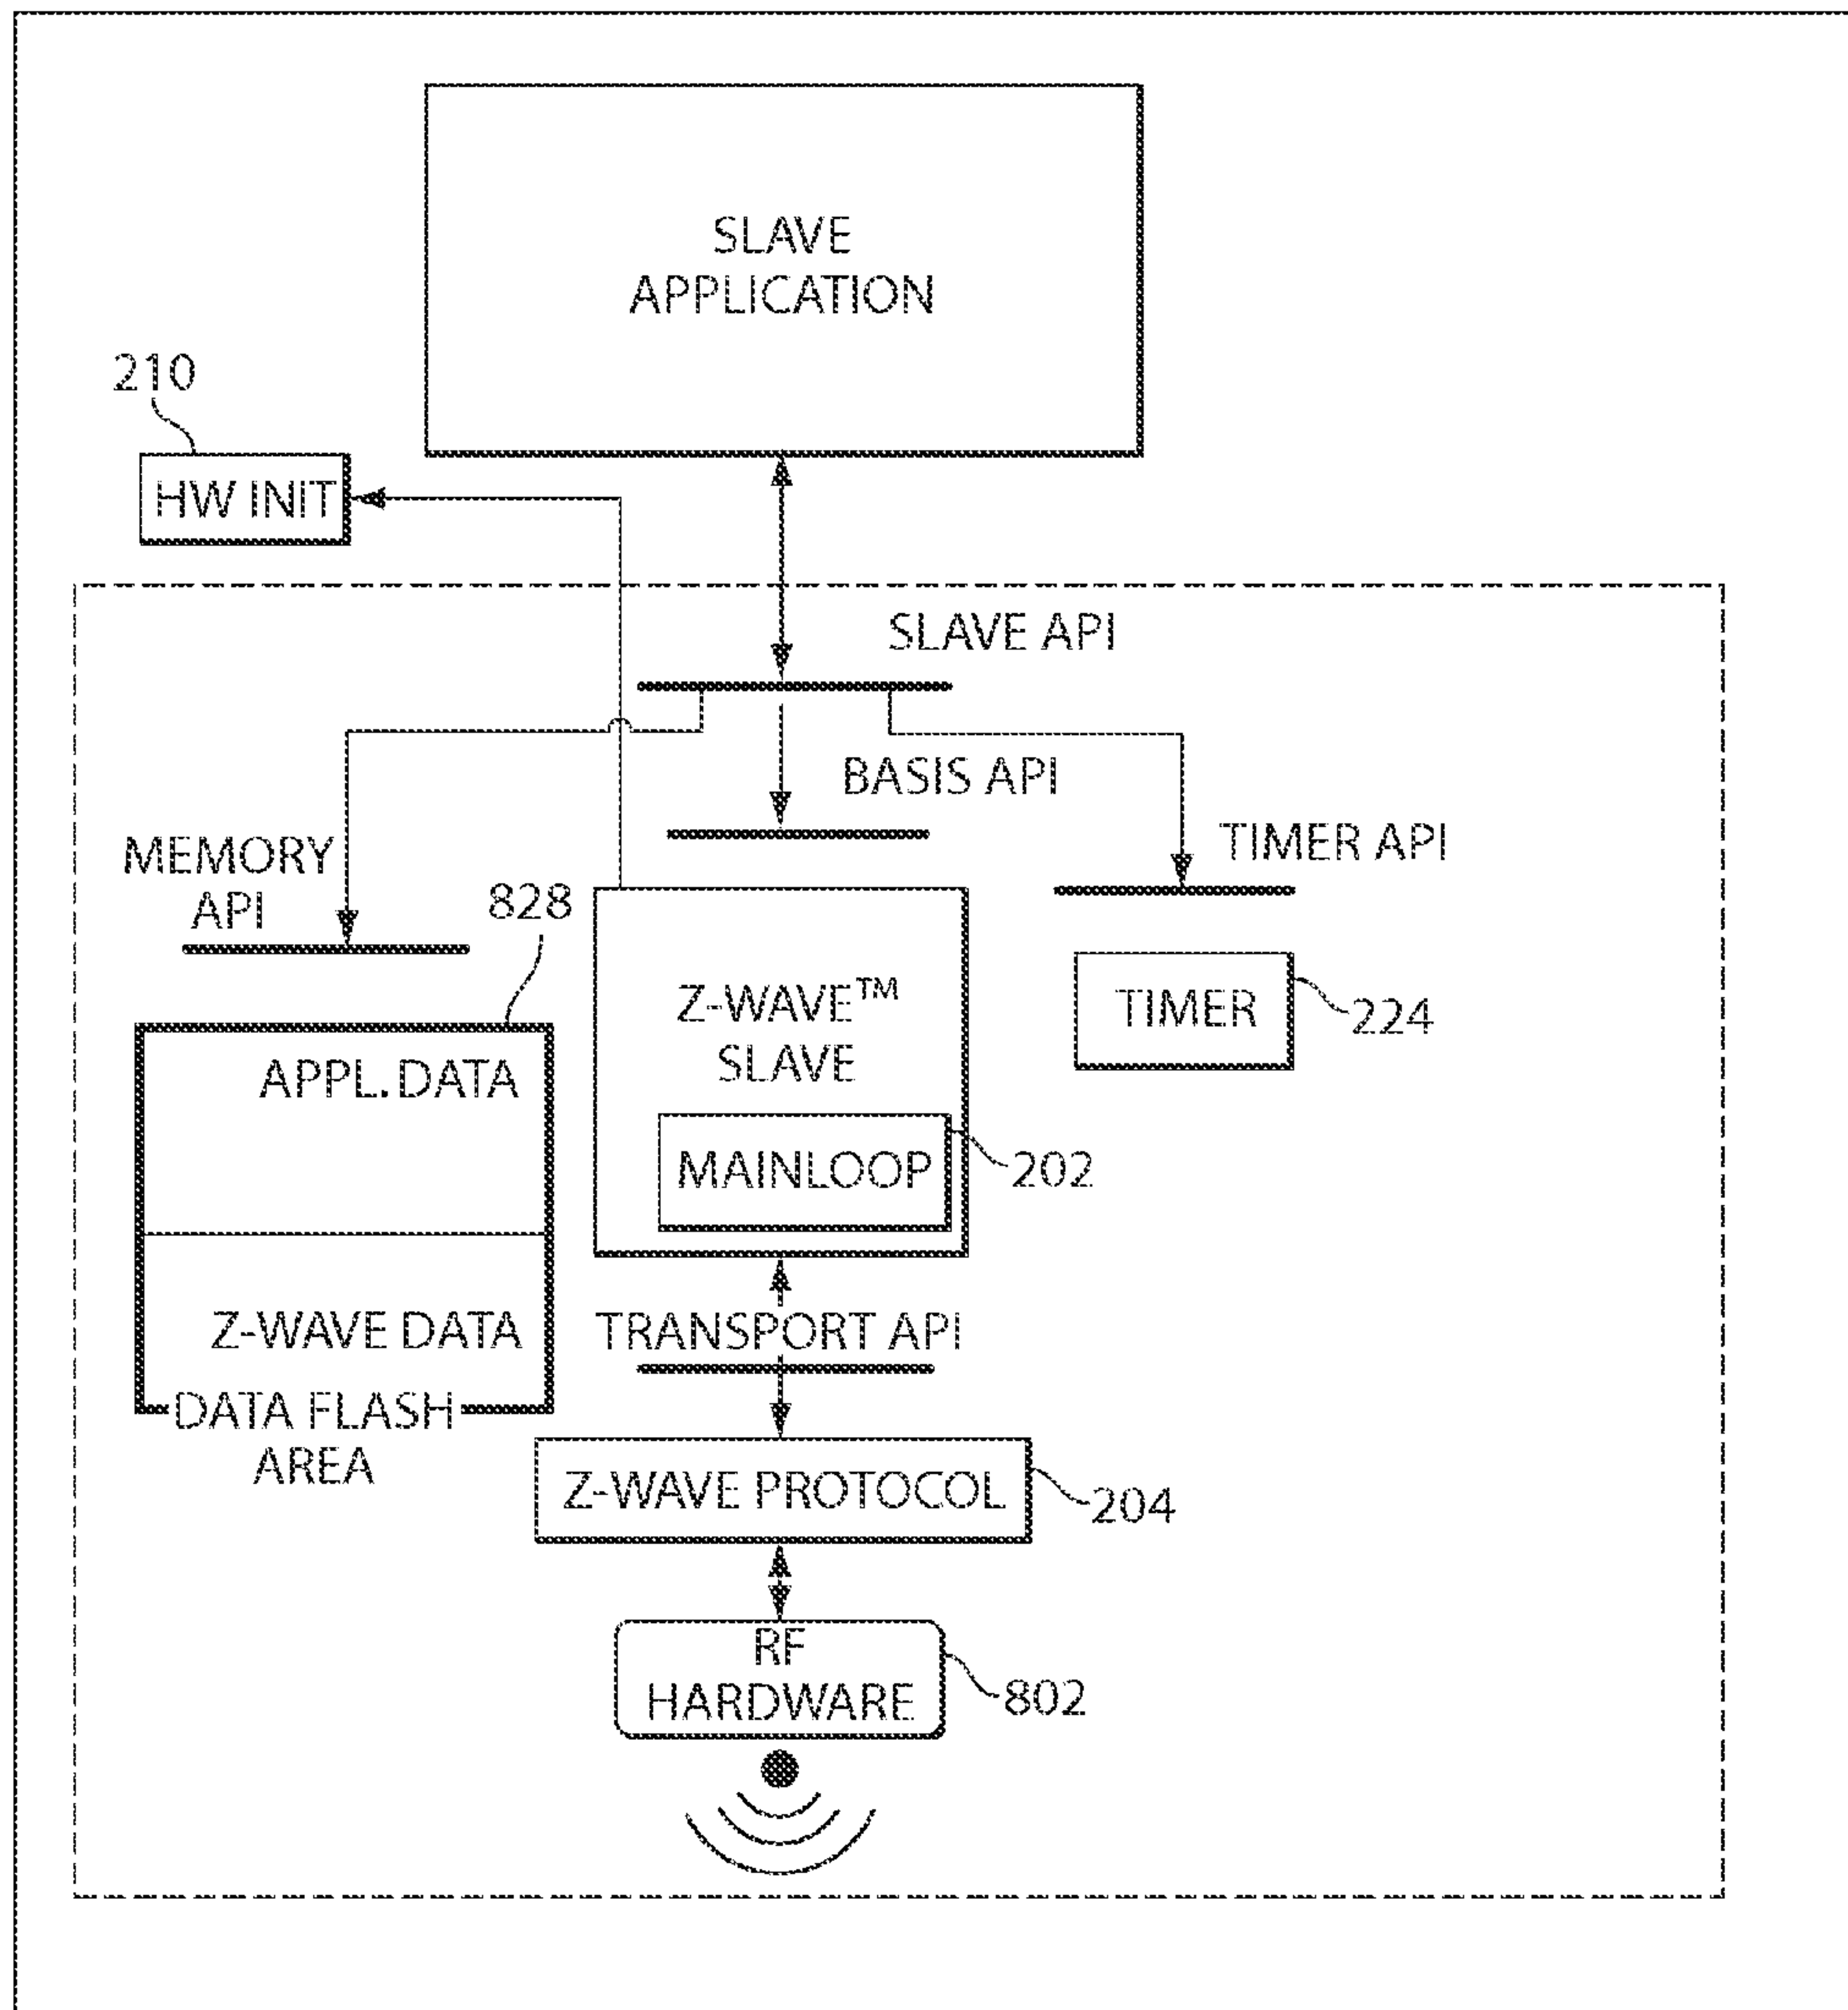 SLAVE
APPLICATION
210
HW INIT
SLAVE API
BASIS API
TIMER API
MEMORY
API
828
Z-WAVE™
SLAVE
TIMER
224
APPL. DATA
MAINLOOP
202
Z-WAVE DATA
TRANSPORT API
DATA FLASH
AREA
Z-WAVE PROTOCOL
204
RF
HARDWARE
802